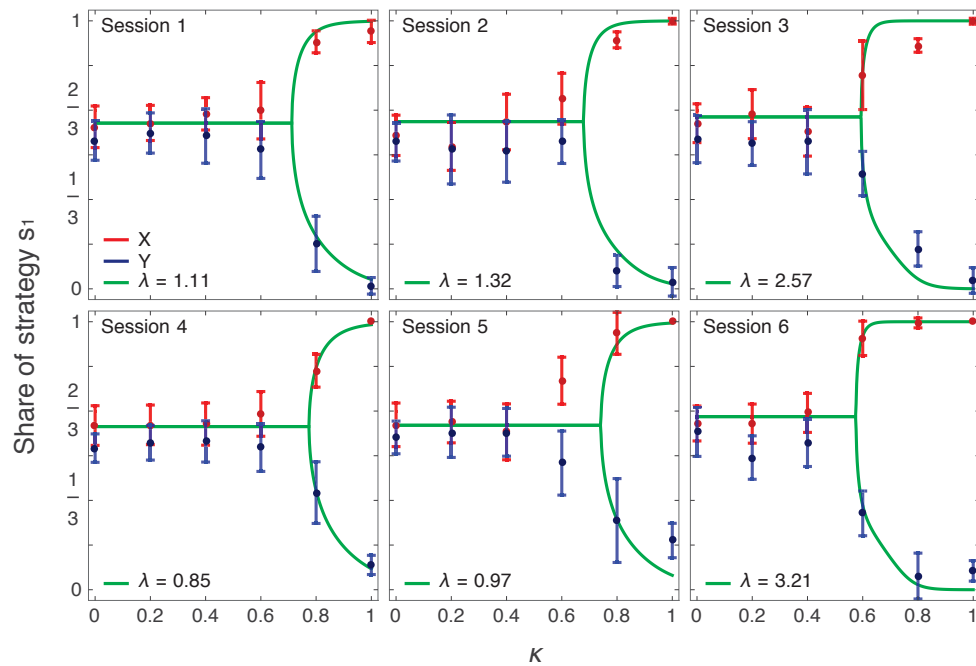 Session 1
Session 2
Session 3
1
2
3
1
3
0
X
Y
λ = 1.11
λ = 1.32
λ = 2.57
Share of strategy s1
Session 4
Session 5
Session 6
1
2
3
1
3
0
λ = 0.85
λ = 0.97
λ = 3.21
0 0.2 0.4 0.6 0.8 1 0 0.2 0.4 0.6 0.8 1 0 0.2 0.4 0.6 0.8 1
κ